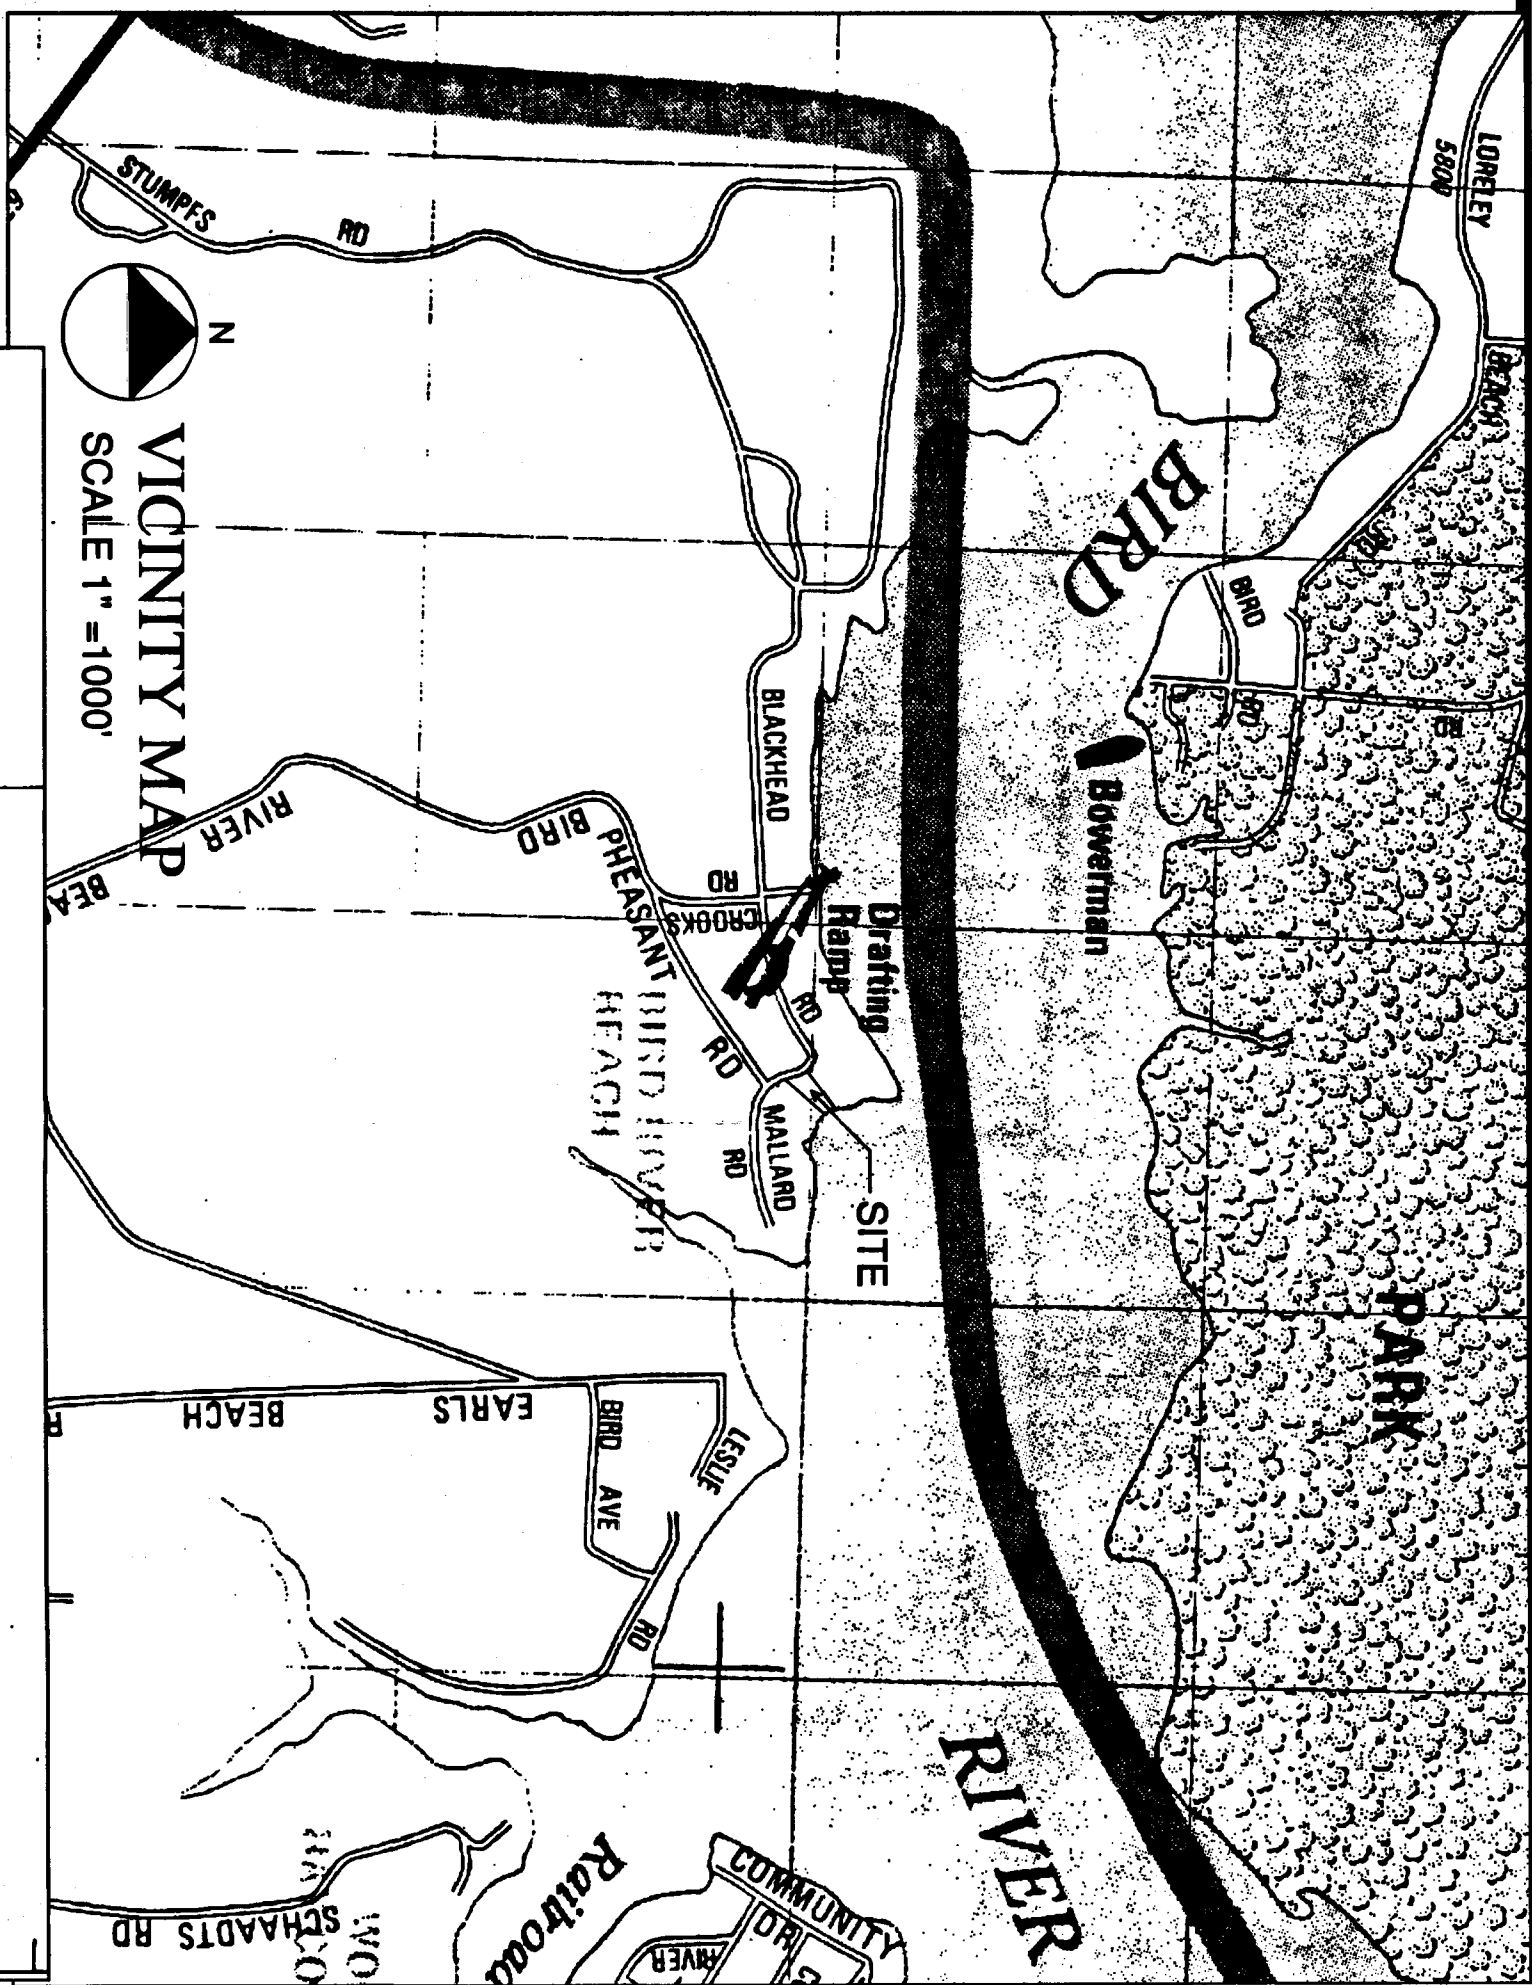 LORELEY
5800
BEACH
RD
BIRD
RD
RD
BIRD
Bowerman
PARK
STUMPFS
RD
N
VICINITY MAP
SCALE 1" = 1000'
BLACKHEAD
RD
CROOKS
RD
Drafting
Ramp
PHEASANT
RD
BIRD
RIVER
BIRD RIVER
BEACH
MALLARD
RD
SITE
EARLS
BEACH
BIRD
AVE
LESLIE
RD
RIVER
Railroad
COMMUNITY
DR
RIVER
SCHAADTS RD